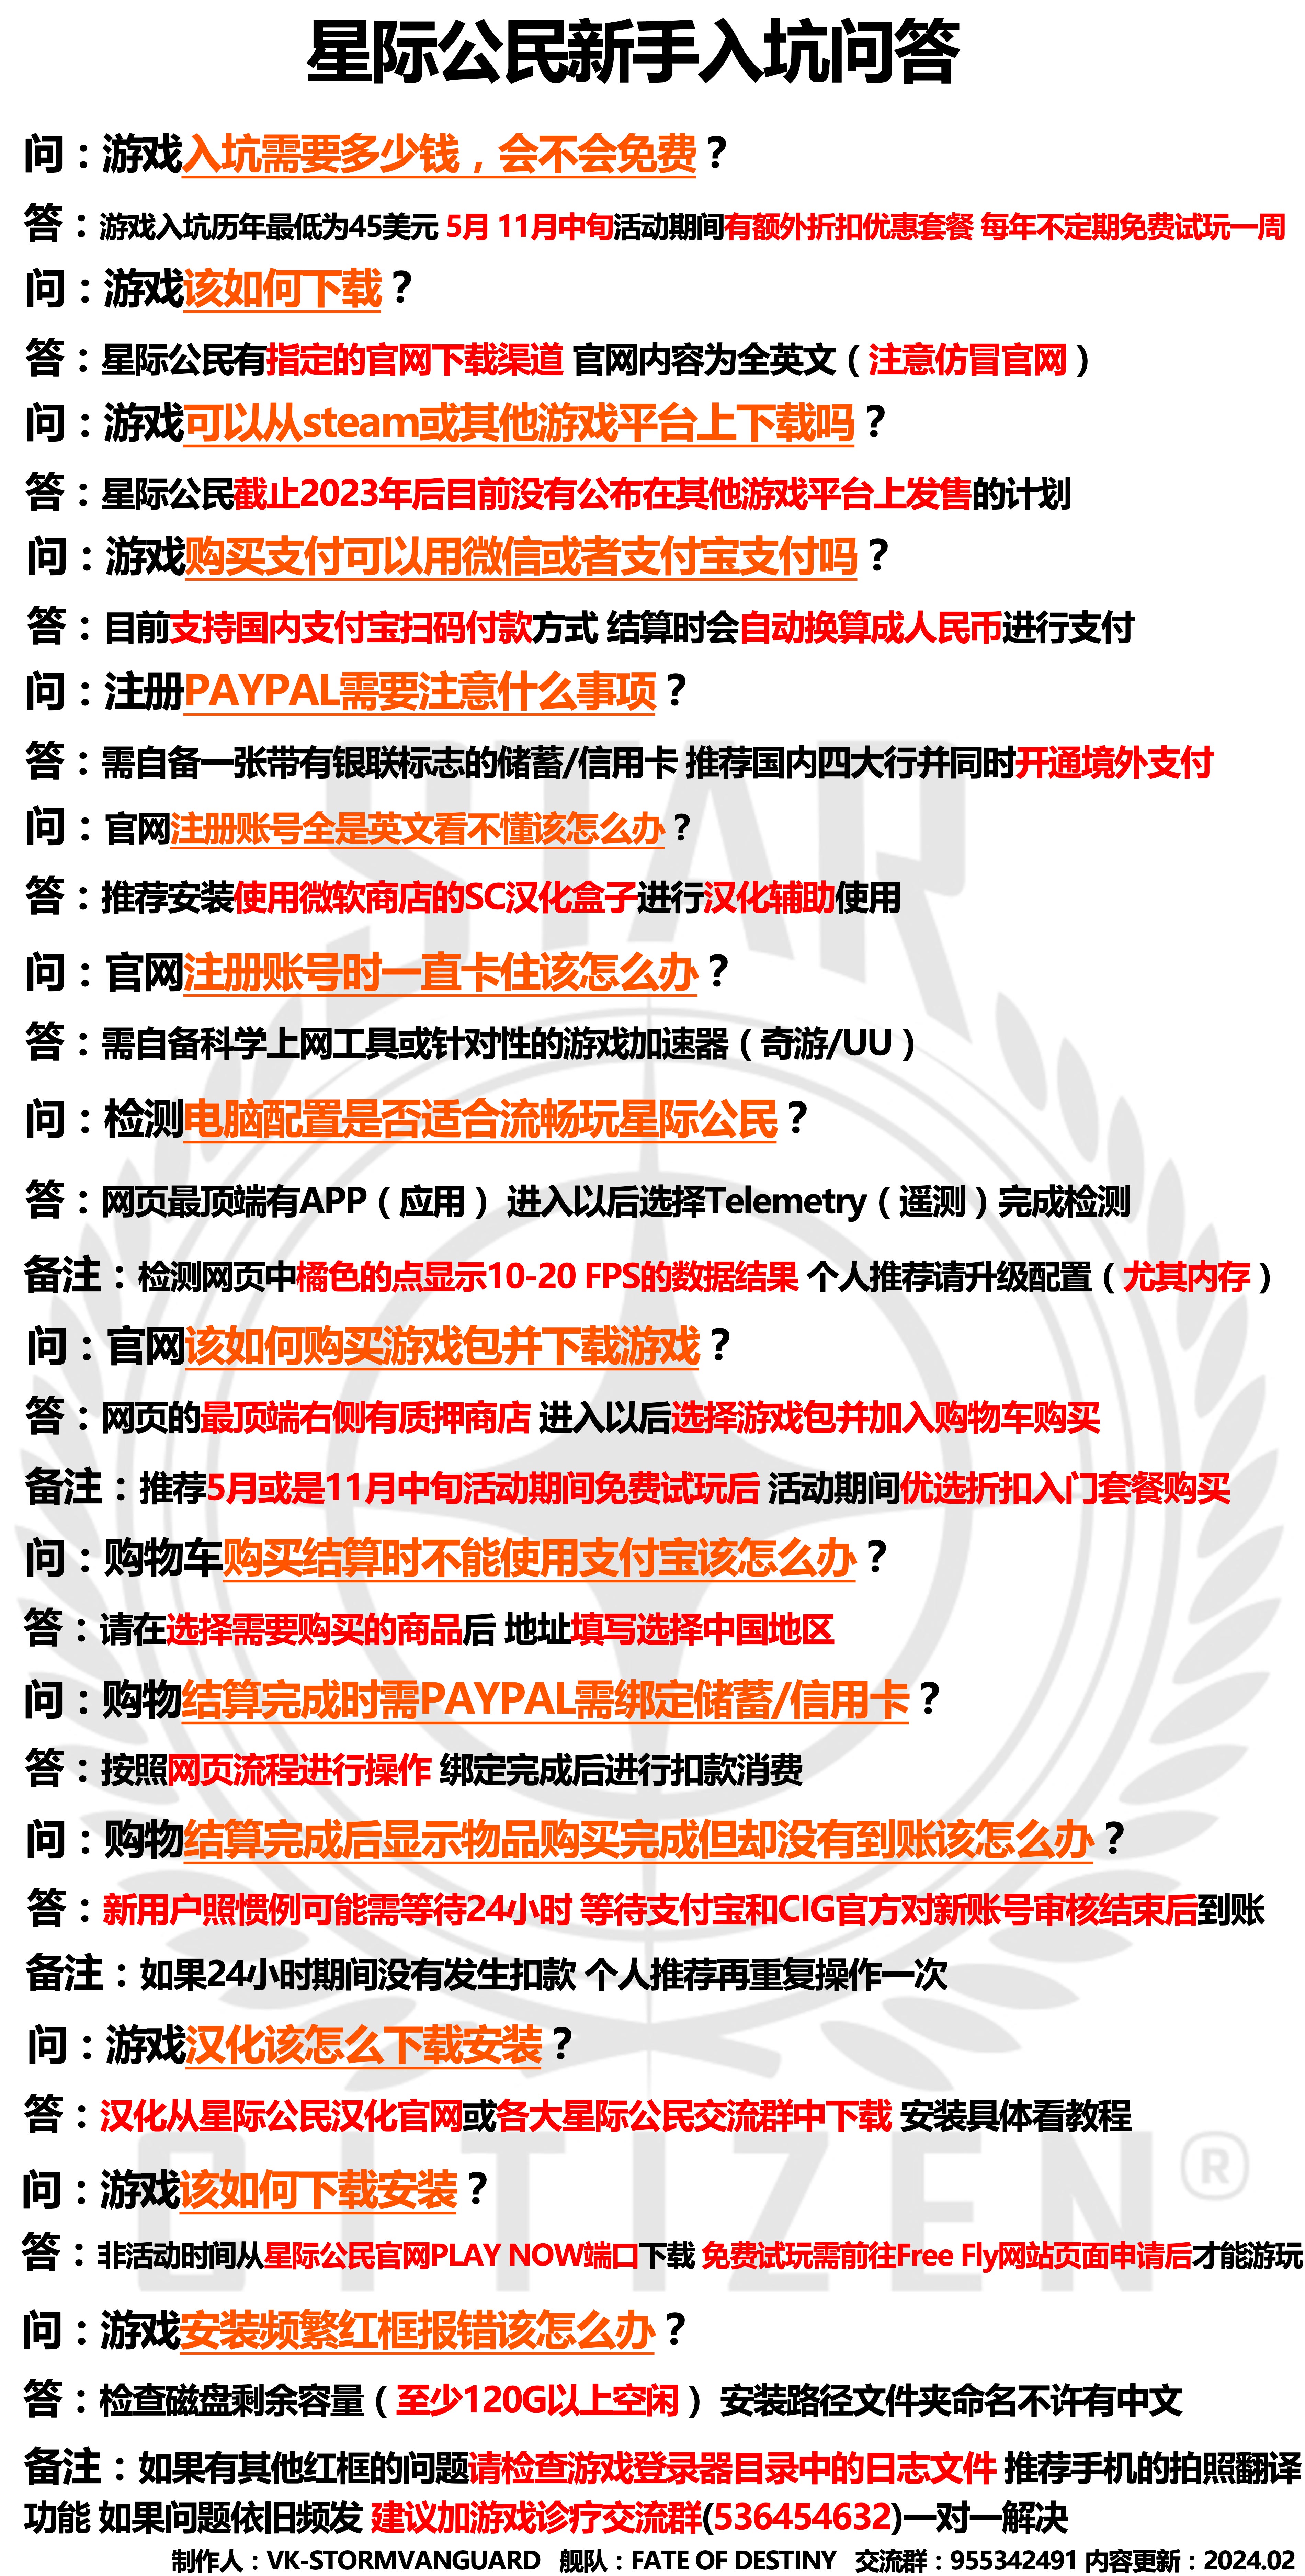 星际公民新手入坑问答
问：游戏入坑需要多少钱，会不会免费？
答：游戏入坑历年最低为45美元 5月 11月中旬活动期间有额外折扣优惠套餐 每年不定期免费试玩一周
问：游戏该如何下载？
答：星际公民有指定的官网下载渠道 官网内容为全英文（注意仿冒官网）
问：游戏可以从steam或其他游戏平台上下载吗？
答：星际公民截止2023年后目前没有公布在其他游戏平台上发售的计划
问：游戏购买支付可以用微信或者支付宝支付吗？
答：目前支持国内支付宝扫码付款方式 结算时会自动换算成人民币进行支付
问：注册PAYPAL需要注意什么事项？
答：需自备一张带有银联标志的储蓄/信用卡 推荐国内四大行并同时开通境外支付
问：官网注册账号全是英文看不懂该怎么办？
答：推荐安装使用微软商店的SC汉化盒子进行汉化辅助使用
问：官网注册账号时一直卡住该怎么办？
答：需自备科学上网工具或针对性的游戏加速器（奇游/UU）
问：检测电脑配置是否适合流畅玩星际公民？
答：网页最顶端有APP（应用） 进入以后选择Telemetry（遥测）完成检测
备注：检测网页中橘色的点显示10-20 FPS的数据结果 个人推荐请升级配置（尤其内存）
问：官网该如何购买游戏包并下载游戏？
答：网页的最顶端右侧有质押商店 进入以后选择游戏包并加入购物车购买
备注：推荐5月或是11月中旬活动期间免费试玩后 活动期间优选折扣入门套餐购买
问：购物车购买结算时不能使用支付宝该怎么办？
答：请在选择需要购买的商品后 地址填写选择中国地区
问：购物结算完成时需PAYPAL需绑定储蓄/信用卡？
答：按照网页流程进行操作 绑定完成后进行扣款消费
问：购物结算完成后显示物品购买完成但却没有到账该怎么办？
答：新用户照惯例可能需等待24小时 等待支付宝和CIG官方对新账号审核结束后到账
备注：如果24小时期间没有发生扣款 个人推荐再重复操作一次
问：游戏汉化该怎么下载安装？
答：汉化从星际公民汉化官网或各大星际公民交流群中下载 安装具体看教程
问：游戏该如何下载安装？
答：非活动时间从星际公民官网PLAY NOW端口下载 免费试玩需前往Free Fly网站页面申请后才能游玩
问：游戏安装频繁红框报错该怎么办？
答：检查磁盘剩余容量（至少120G以上空闲） 安装路径文件夹命名不许有中文
备注：如果有其他红框的问题请检查游戏登录器目录中的日志文件 推荐手机的拍照翻译
功能 如果问题依旧频发 建议加游戏诊疗交流群(536454632)一对一解决
制作人：VK-STORMVANGUARD 舰队：FATE OF DESTINY 交流群：955342491 内容更新：2024.02
STAR
CITIZEN®